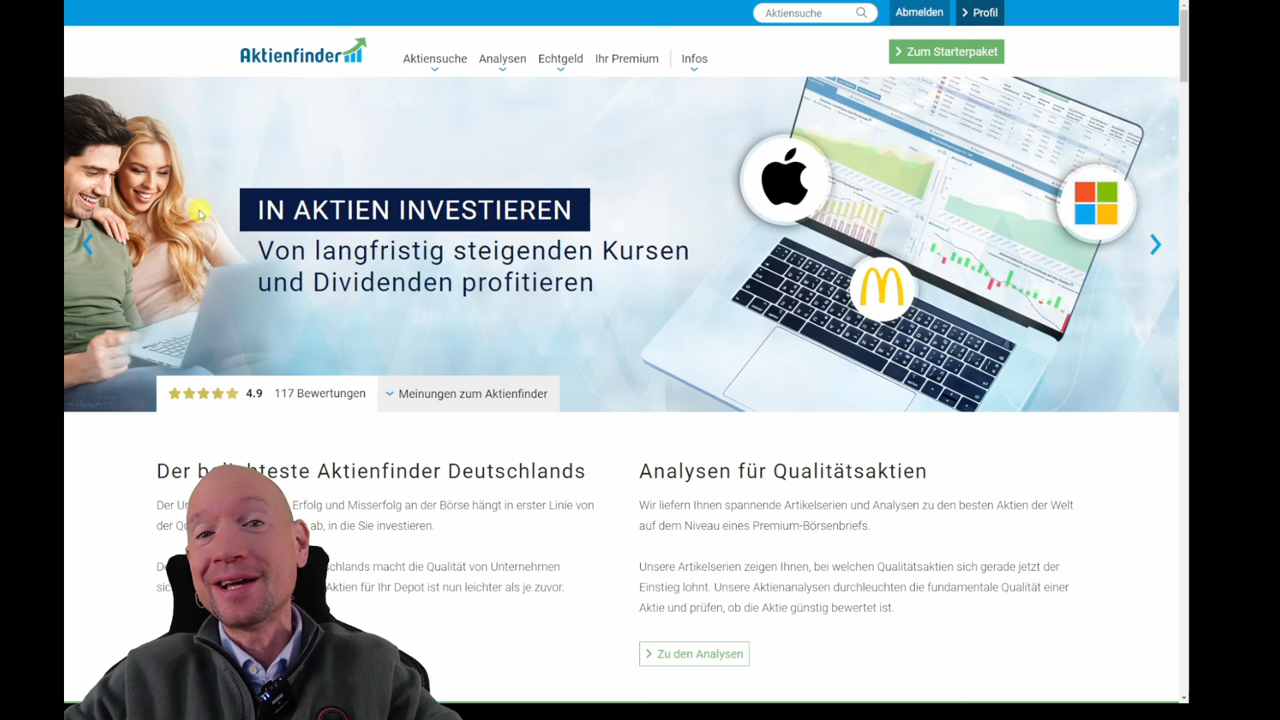 Aktiensuche
Abmelden
Profil
Aktienfinder
Aktiensuche
Analysen
Echtgeld
Ihr Premium
Infos
Zum Starterpaket
IN AKTIEN INVESTIEREN
Von langfristig steigenden Kursen
und Dividenden profitieren
4.9 117 Bewertungen
Meinungen zum Aktienfinder
Der Aktienfinder Deutschlands
Erfolg und Misserfolg an der Börse hängt in erster Linie von
der ab, in die Sie investieren.
macht die Qualität von Unternehmen
Aktien für Ihr Depot ist nun leichter als je zuvor.
Analysen für Qualitätsaktien
Wir liefern Ihnen spannende Artikelserien und Analysen zu den besten Aktien der Welt
auf dem Niveau eines Premium-Börsenbriefs.
Unsere Artikelserien zeigen Ihnen, bei welchen Qualitätsaktien sich gerade jetzt der
Einstieg lohnt. Unsere Aktienanalysen durchleuchten die fundamentale Qualität einer
Aktie und prüfen, ob die Aktie günstig bewertet ist.
Zu den Analysen